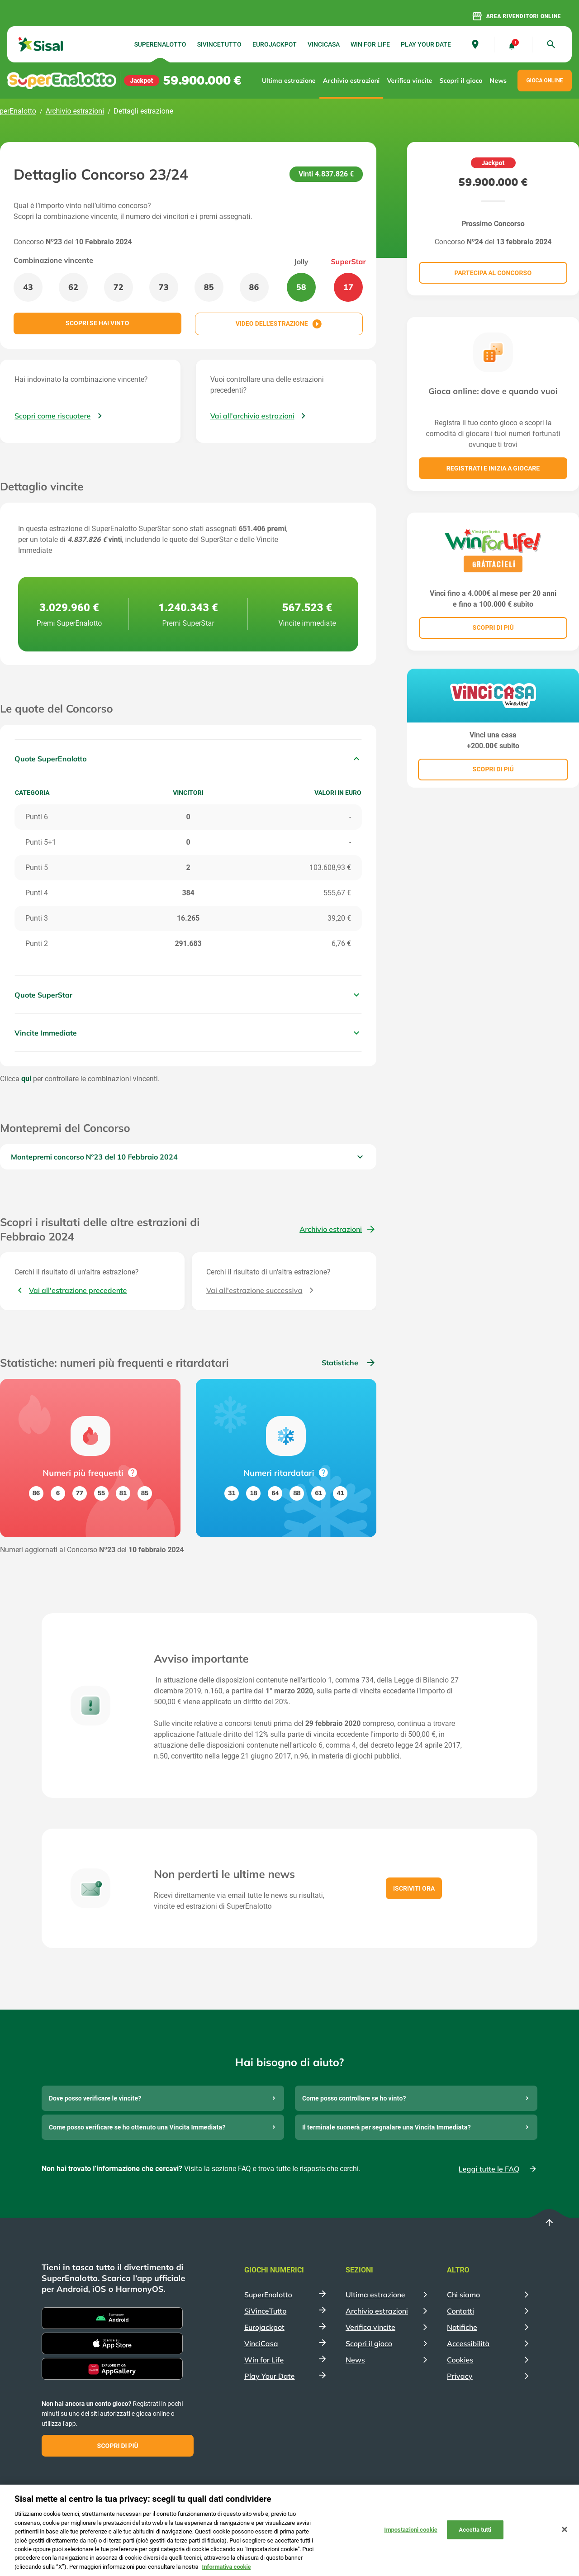 AREA RIVENDITORI ONLINE
Sisal
SUPERENALOTTO SIVINCETUTTO EUROJACKPOT VINCICASA WIN FOR LIFE PLAY YOUR DATE
SuperEnalotto Jackpot 59.900.000 €
Ultima estrazione Archivio estrazioni Verifica vincite Scopri il gioco News GIOCA ONLINE
perEnalotto / Archivio estrazioni / Dettagli estrazione
Dettaglio Concorso 23/24
Vinti 4.837.826 €
Qual è l'importo vinto nell'ultimo concorso?
Scopri la combinazione vincente, il numero dei vincitori e i premi assegnati.
Concorso Nº23 del 10 Febbraio 2024
Combinazione vincente Jolly SuperStar
43 62 72 73 85 86 58 17
SCOPRI SE HAI VINTO
VIDEO DELL'ESTRAZIONE
Hai indovinato la combinazione vincente?
Scopri come riscuotere
Vuoi controllare una delle estrazioni
precedenti?
Vai all'archivio estrazioni
Jackpot
59.900.000 €
Prossimo Concorso
Concorso Nº24 del 13 febbraio 2024
PARTECIPA AL CONCORSO
Gioca online: dove e quando vuoi
Registra il tuo conto gioco e scopri la
comodità di giocare i tuoi numeri fortunati
ovunque ti trovi
REGISTRATI E INIZIA A GIOCARE
WinforLife!
GRATTACIELI
Vinci fino a 4.000€ al mese per 20 anni
e fino a 100.000 € subito
SCOPRI DI PIÚ
VINCICASA
Win for Life!
Vinci una casa
+200.00€ subito
SCOPRI DI PIÚ
Dettaglio vincite
In questa estrazione di SuperEnalotto SuperStar sono stati assegnati 651.406 premi,
per un totale di 4.837.826 € vinti, includendo le quote del SuperStar e delle Vincite
Immediate
3.029.960 € 1.240.343 € 567.523 €
Premi SuperEnalotto Premi SuperStar Vincite immediate
Le quote del Concorso
Quote SuperEnalotto
CATEGORIA VINCITORI VALORI IN EURO
Punti 6 0 -
Punti 5+1 0 -
Punti 5 2 103.608,93 €
Punti 4 384 555,67 €
Punti 3 16.265 39,20 €
Punti 2 291.683 6,76 €
Quote SuperStar
Vincite Immediate
Clicca qui per controllare le combinazioni vincenti.
Montepremi del Concorso
Montepremi concorso Nº23 del 10 Febbraio 2024
Scopri i risultati delle altre estrazioni di
Febbraio 2024
Archivio estrazioni
Cerchi il risultato di un'altra estrazione?
Vai all'estrazione precedente
Cerchi il risultato di un'altra estrazione?
Vai all'estrazione successiva
Statistiche: numeri più frequenti e ritardatari
Statistiche
Numeri più frequenti ?
86 6 77 55 81 85
Numeri ritardatari ?
31 18 64 88 61 41
Numeri aggiornati al Concorso Nº23 del 10 febbraio 2024
Avviso importante
In attuazione delle disposizioni contenute nell'articolo 1, comma 734, della Legge di Bilancio 27
dicembre 2019, n.160, a partire dal 1° marzo 2020, sulla parte di vincita eccedente l'importo di
500,00 € viene applicato un diritto del 20%.
Sulle vincite relative a concorsi tenuti prima del 29 febbraio 2020 compreso, continua a trovare
applicazione l'attuale diritto del 12% sulla parte di vincita eccedente di 500,00 €, in
attuazione delle disposizioni contenute nell'articolo 6, comma 4, del decreto legge 24 aprile 2017,
n.50, convertito nella legge 21 giugno 2017, n.96, in materia di giochi pubblici.
Non perderti le ultime news
Ricevi direttamente via email tutte le news su risultati,
vincite ed estrazioni di SuperEnalotto
ISCRIVITI ORA
Hai bisogno di aiuto?
Dove posso verificare le vincite?
Come posso controllare se ho vinto?
Come posso verificare se ho ottenuto una Vincita Immediata?
Il terminale suonerà per segnalare una Vincita Immediata?
Non hai trovato l'informazione che cercavi? Visita la sezione FAQ e trova tutte le risposte che cerchi.
Leggi tutte le FAQ
Tieni in tasca tutto il divertimento di
SuperEnalotto. Scarica l'app ufficiale
per Android, iOS o HarmonyOS.
Android
App Store
AppGallery
Non hai ancora un conto gioco? Registrati in pochi
minuti su uno dei siti autorizzati e gioca online o
utilizza l'app.
SCOPRI DI PIÙ
GIOCHI NUMERICI
SuperEnalotto
SiVinceTutto
Eurojackpot
VinciCasa
Win for Life
Play Your Date
SEZIONI
Ultima estrazione
Archivio estrazioni
Verifica vincite
Scopri il gioco
News
ALTRO
Chi siamo
Contatti
Notifiche
Accessibilità
Cookies
Privacy
Sisal mette al centro la tua privacy: scegli tu quali dati condividere
Utilizziamo cookie tecnici, strettamente necessari per il corretto funzionamento di questo sito web e, previo tuo
consenso, cookie per migliorare le prestazioni del sito web, la tua esperienza di navigazione e per inviarti pubblicità
in base alle tue preferenze e alle tue abitudini di navigazione. Questi cookie possono essere di prima parte
(cioè gestiti direttamente da noi) o di terze parti (cioè gestiti da terze parti di fiducia). Puoi scegliere se accettare tutti i
cookie o modificare in qualsiasi momento le tue preferenze cliccando su "Impostazioni cookie". Puoi
anche proseguire la navigazione in assenza di cookie diversi da quelli tecnici, attraverso la chiusura di questo banner
(cliccando sulla "X"). Per maggiori informazioni puoi consultare la nostra Informativa cookie
Impostazioni cookie
Accetta tutti